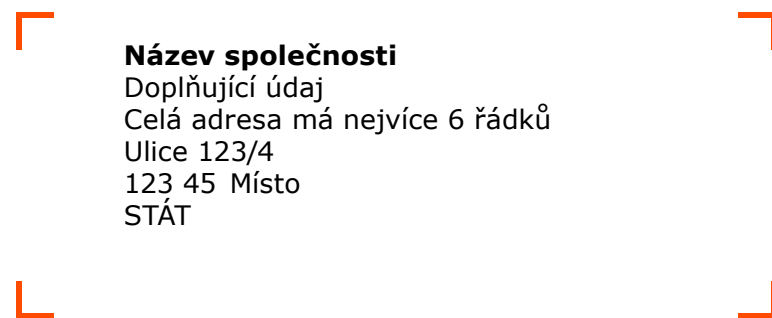 Název společnosti
Doplňující údaj
Celá adresa má nejvíce 6 řádků
Ulice 123/4
123 45 Místo
STÁT